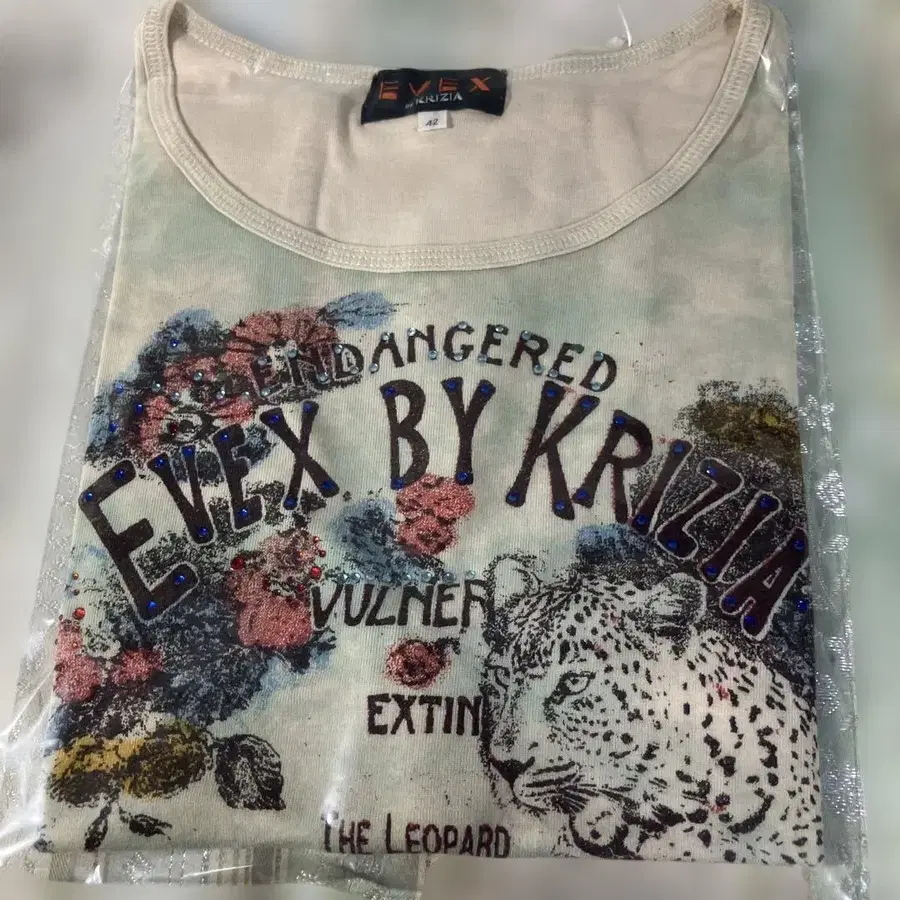 EVEX
BY KRIZIA
42
ENDANGERED
EVEX BY KRIZIA
VULNER
EXTIN
THE LEOPARD